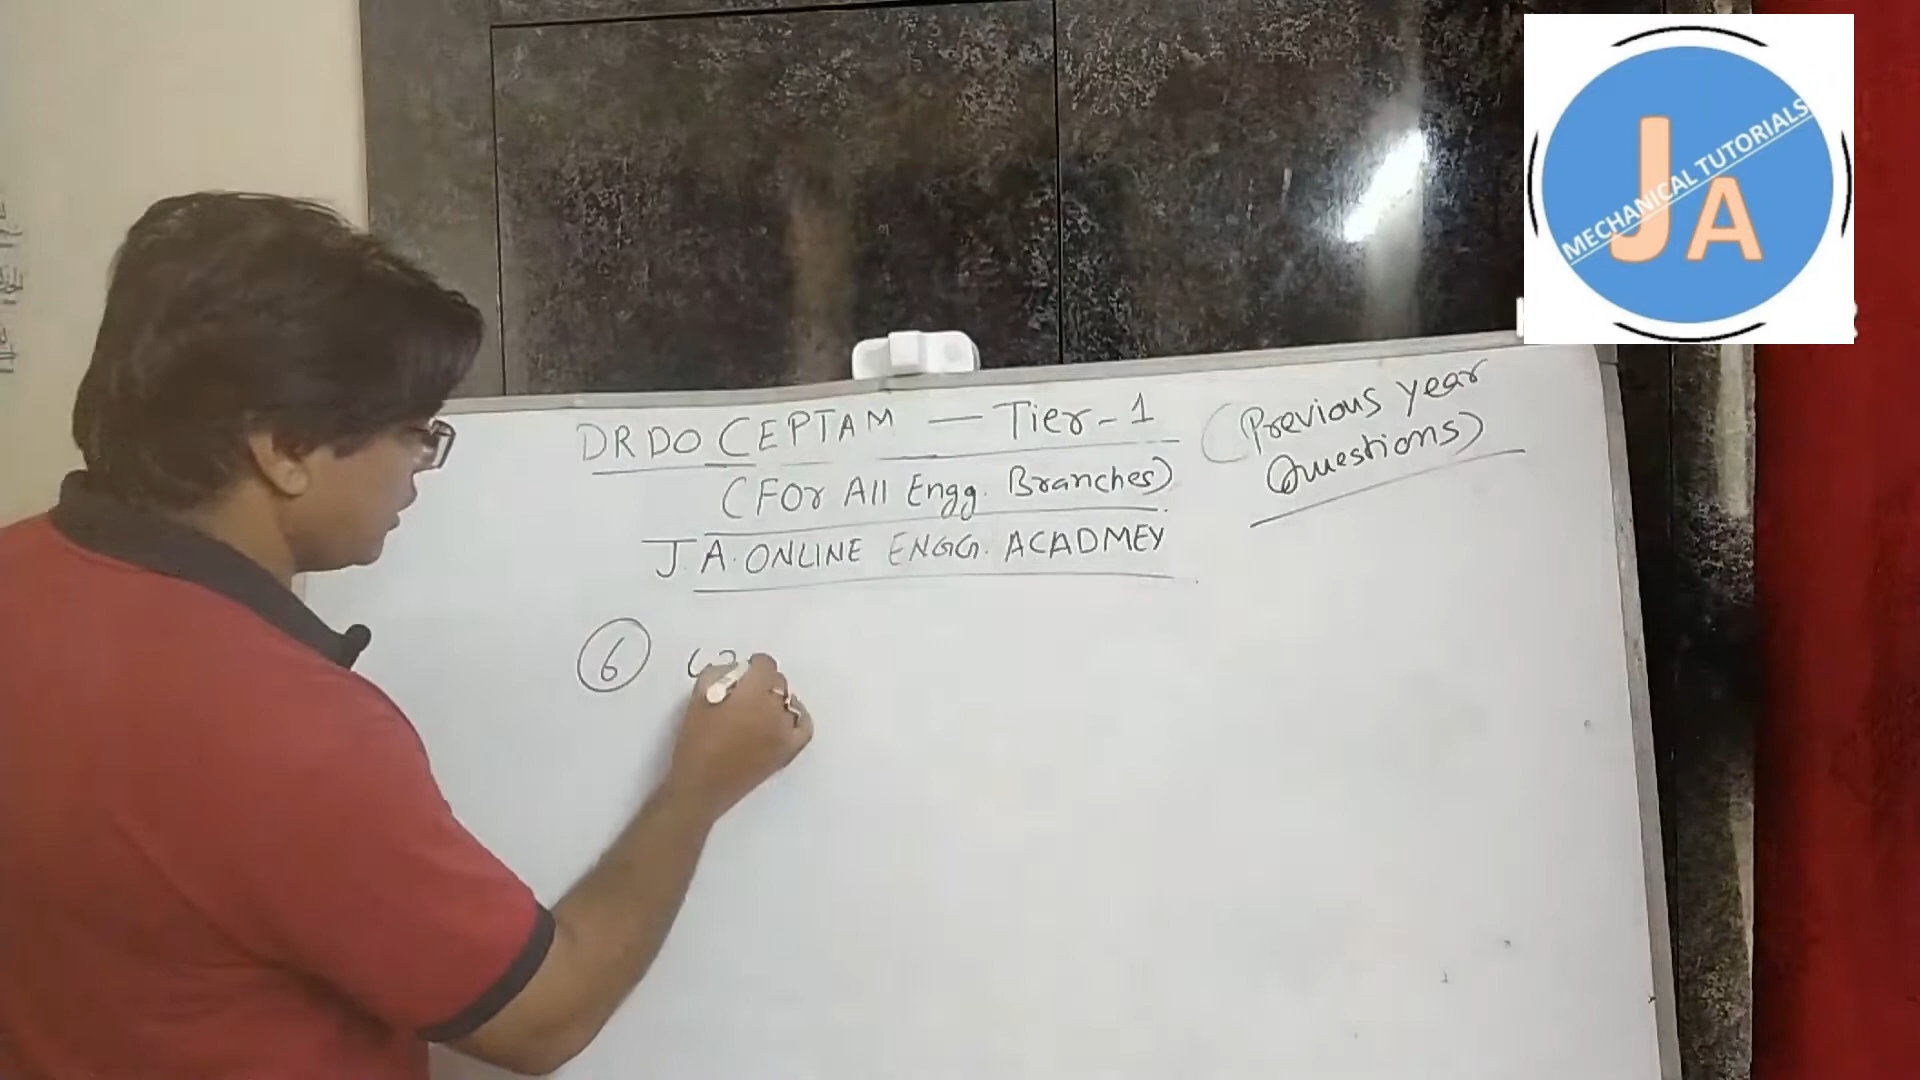 DRDO CEPTAM — Tier-1 (Previous year
Questions)
(FOr All Engg. Branches)
J.A. ONLINE ENGG. ACADMEY
6
JA
MECHANICAL TUTORIALS